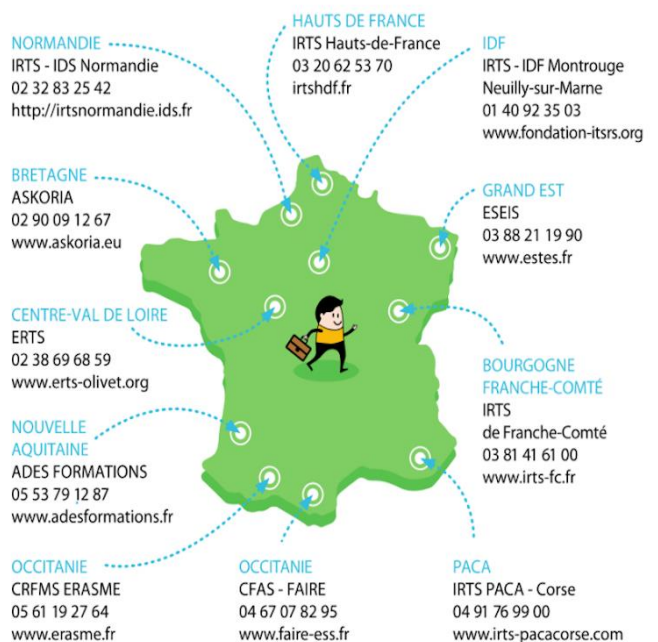 HAUTS DE FRANCE
IRTS Hauts-de-France
03 20 62 53 70
irtshdf.fr
NORMANDIE
IRTS - IDS Normandie
02 32 83 25 42
http://irtsnormandie.ids.fr
IDF
IRTS - IDF Montrouge
Neuilly-sur-Marne
01 40 92 35 03
www.fondation-itsrs.org
BRETAGNE
ASKORIA
02 90 09 12 67
www.askoria.eu
GRAND EST
ESEIS
03 88 21 19 90
www.estes.fr
CENTRE-VAL DE LOIRE
ERTS
02 38 69 68 59
www.erts-olivet.org
BOURGOGNE
FRANCHE-COMTÉ
IRTS
de Franche-Comté
03 81 41 61 00
www.irts-fc.fr
NOUVELLE
AQUITAINE
ADES FORMATIONS
05 53 79 12 87
www.adesformations.fr
OCCITANIE
CRFMS ERASME
05 61 19 27 64
www.erasme.fr
OCCITANIE
CFAS - FAIRE
04 67 07 82 95
www.faire-ess.fr
PACA
IRTS PACA - Corse
04 91 76 99 00
www.irts-pacacorse.com